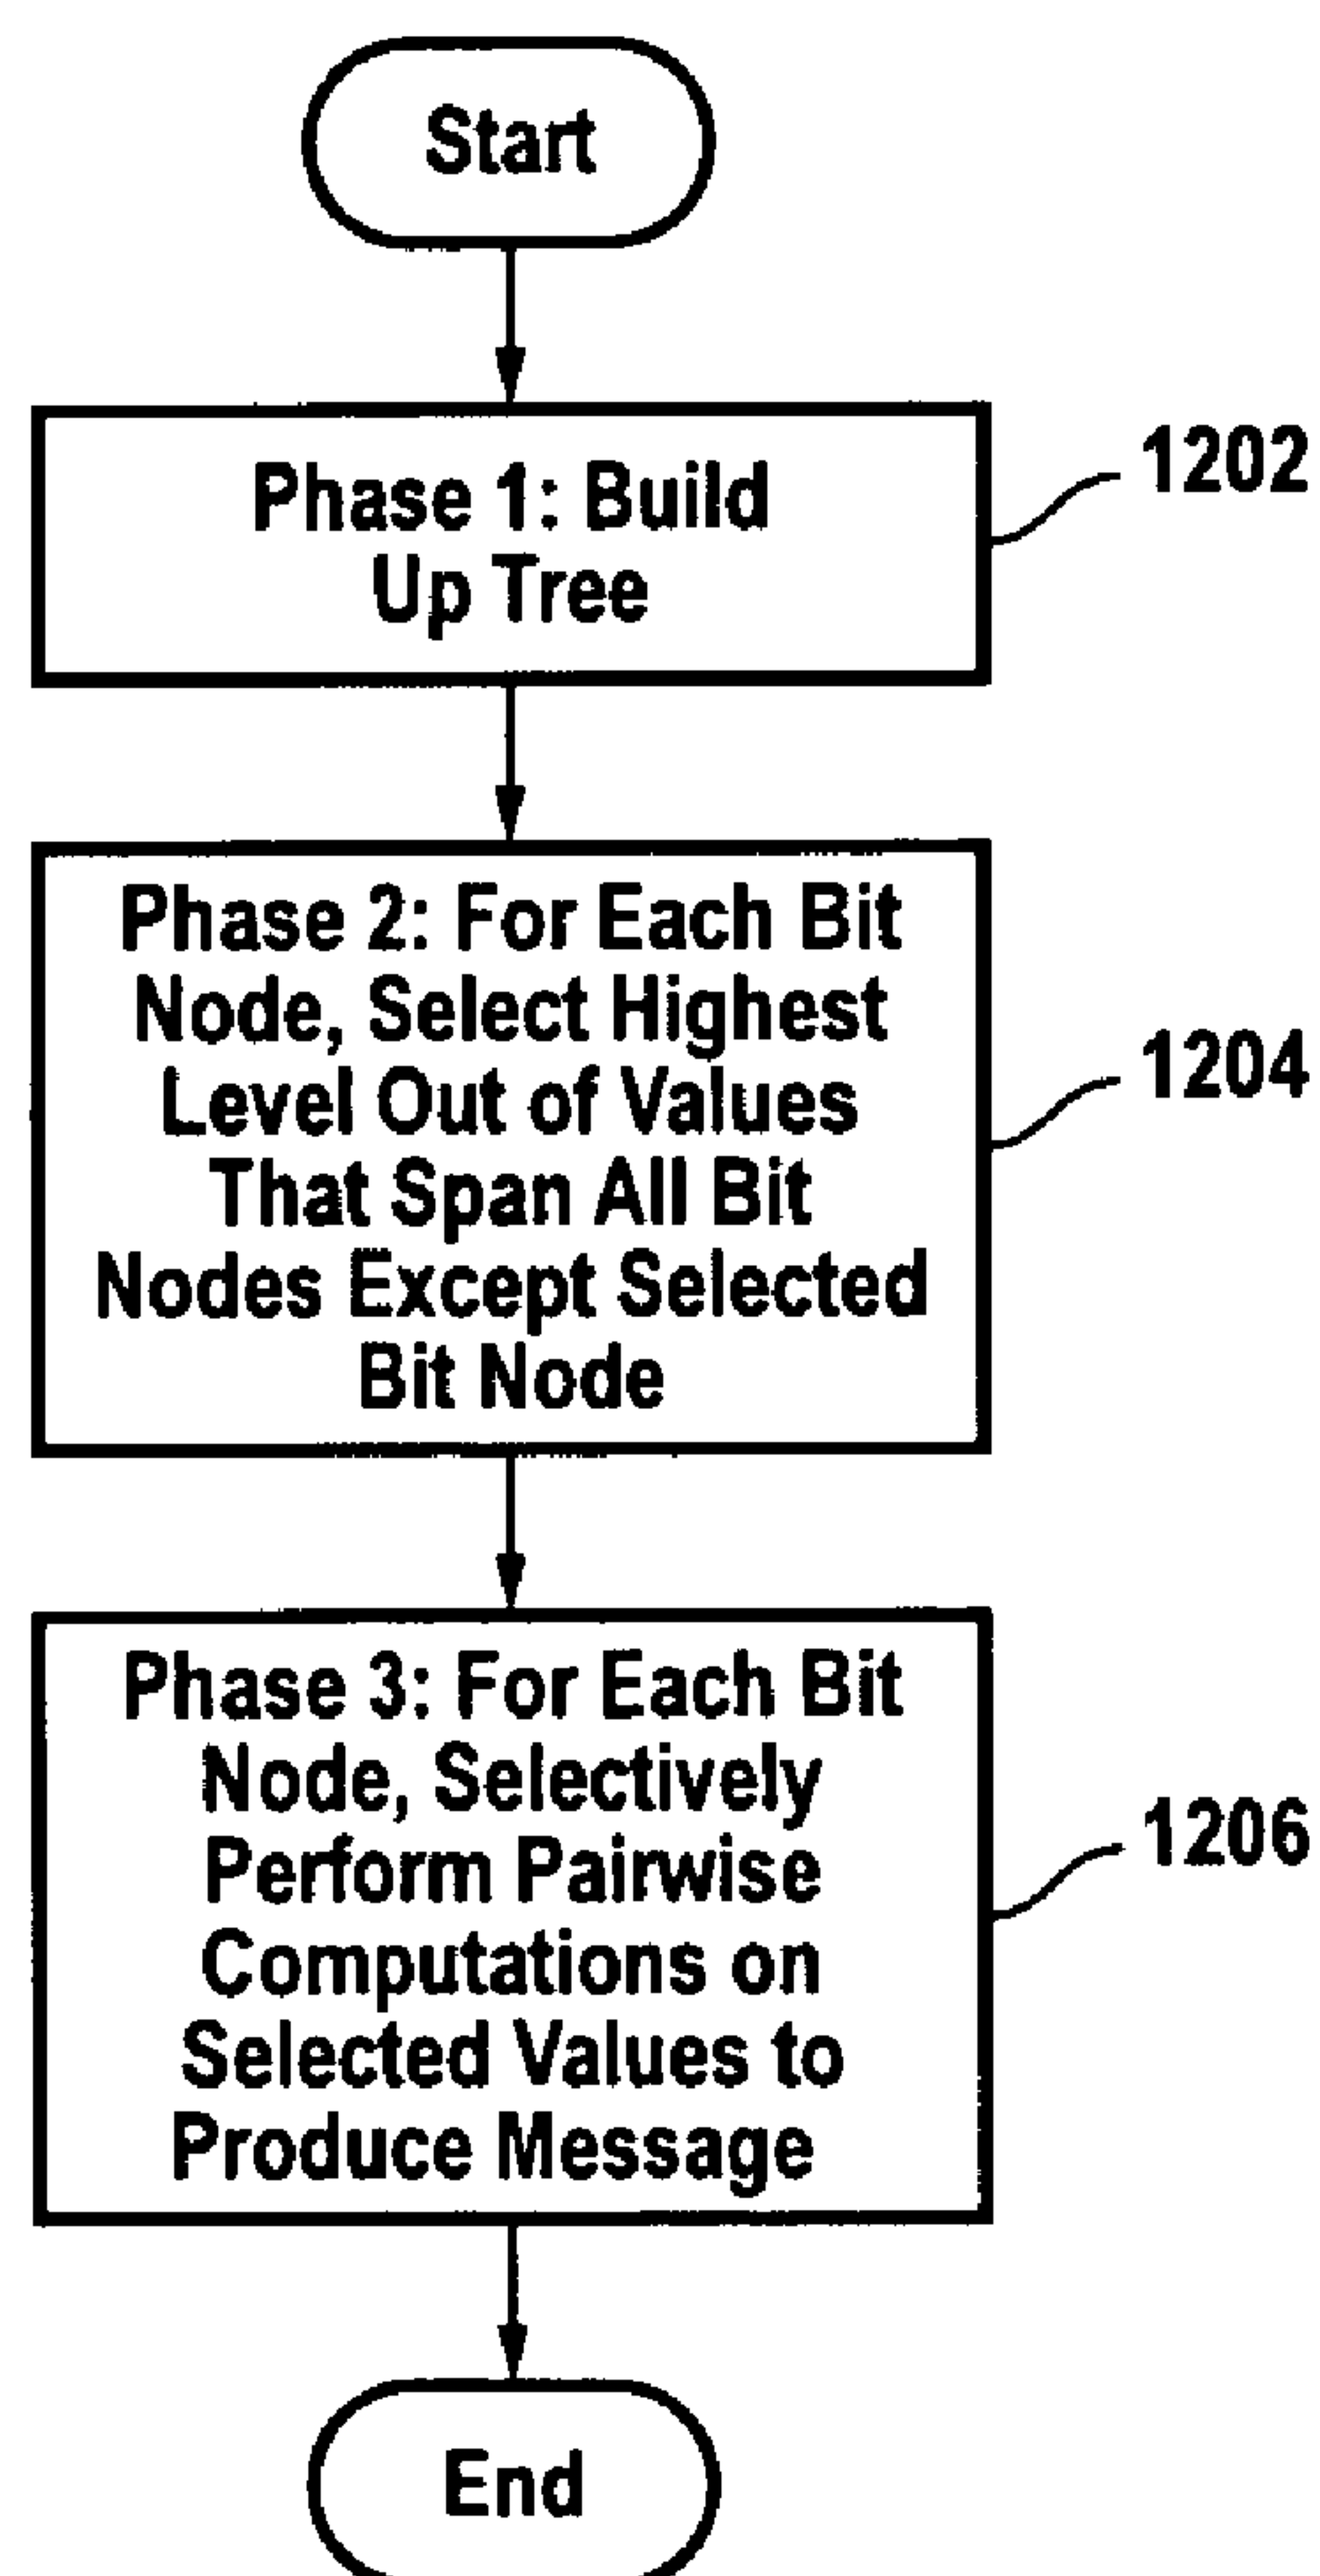 Start
Phase 1: Build
Up Tree
1202
Phase 2: For Each Bit
Node, Select Highest
Level Out of Values
That Span All Bit
Nodes Except Selected
Bit Node
1204
Phase 3: For Each Bit
Node, Selectively
Perform Pairwise
Computations on
Selected Values to
Produce Message
1206
End